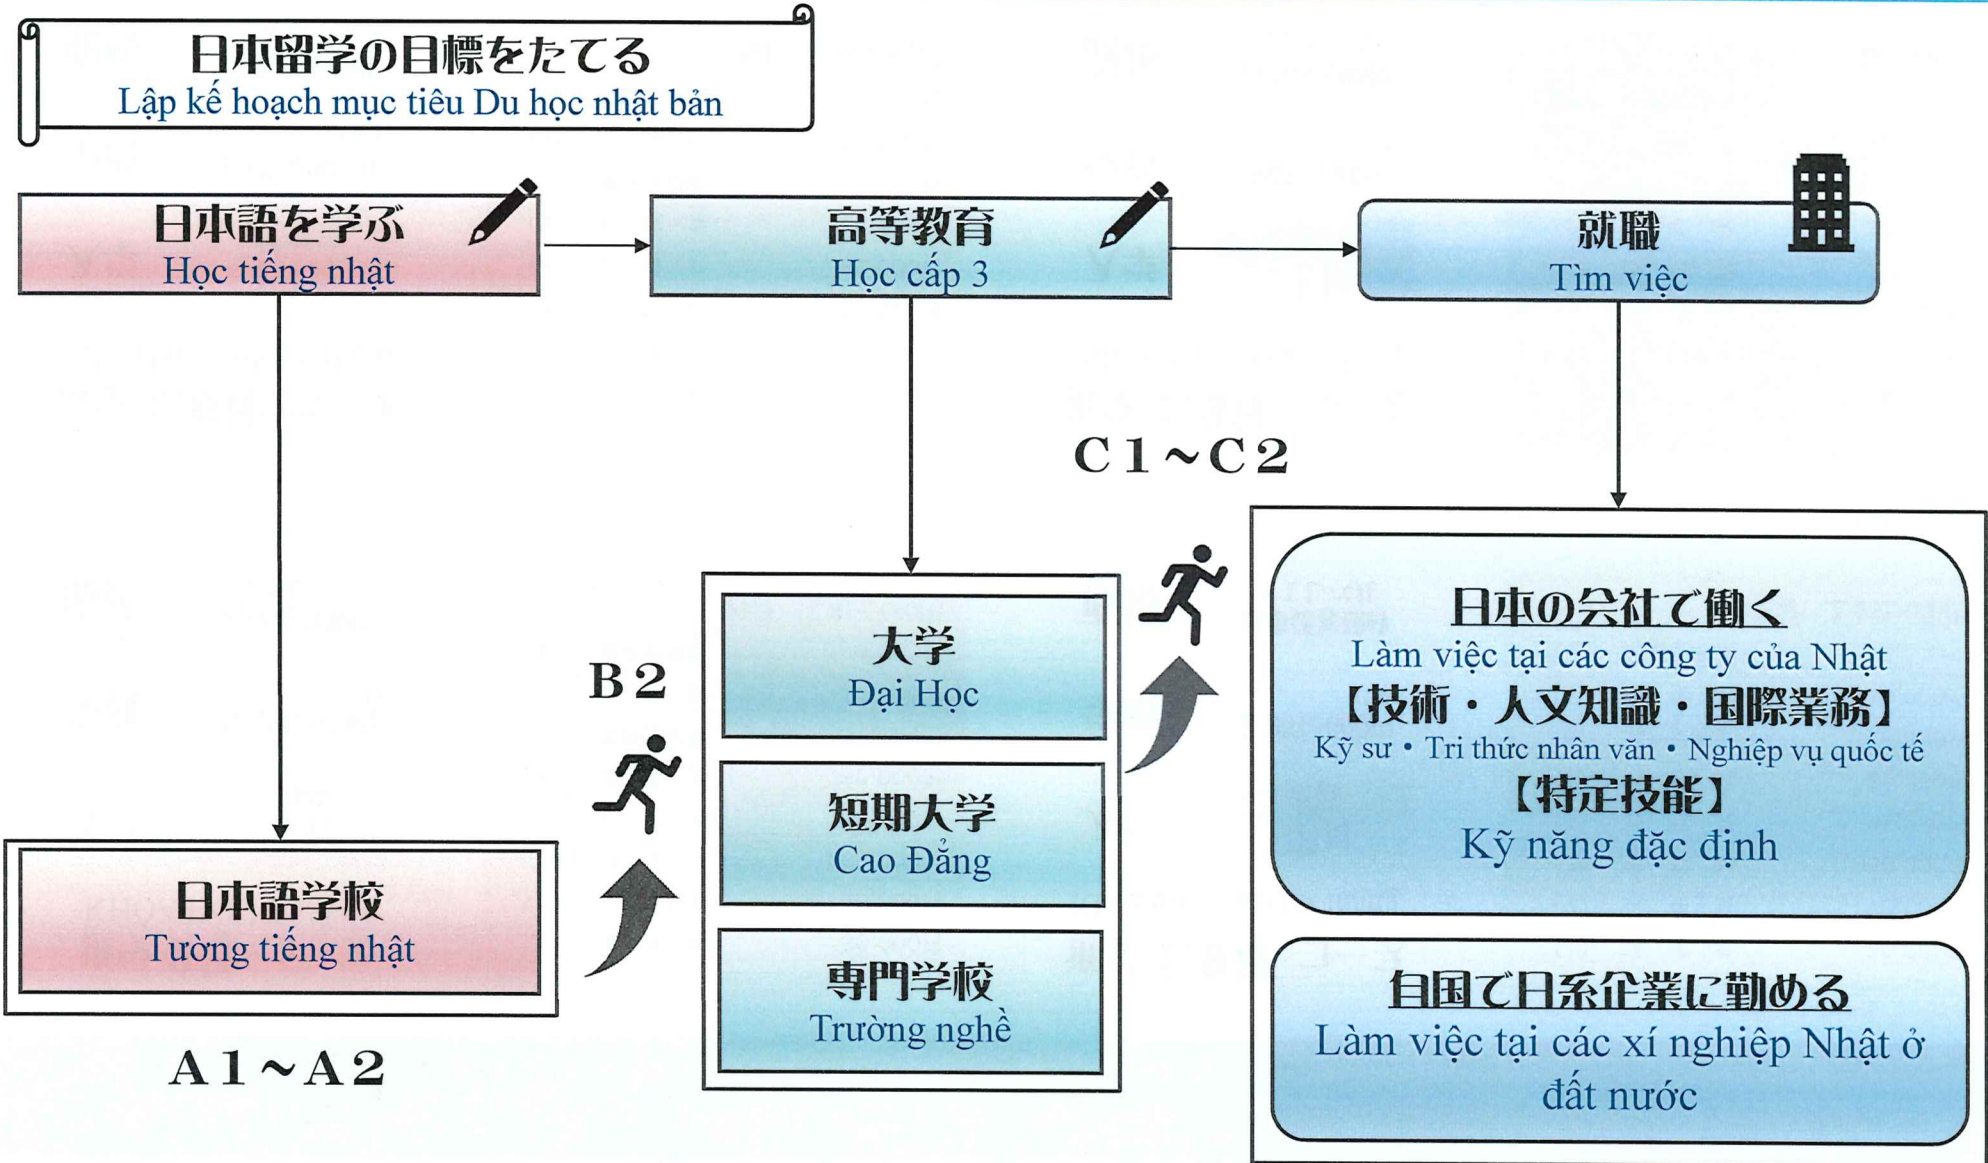 日本留学の目標をたてる
Lập kế hoạch mục tiêu Du học nhật bản
日本語を学ぶ
Học tiếng nhật
高等教育
Học cấp 3
就職
Tìm việc
C1~C2
B2
大学
Đại Học
短期大学
Cao Đẳng
専門学校
Trường nghề
日本語学校
Tường tiếng nhật
A1~A2
日本の会社で働く
Làm việc tại các công ty của Nhật
【技術・人文知識・国際業務】
Kỹ sư・Tri thức nhân văn・Nghiệp vụ quốc tế
【特定技能】
Kỹ năng đặc định
自国で日系企業に勤める
Làm việc tại các xí nghiệp Nhật ở
đất nước